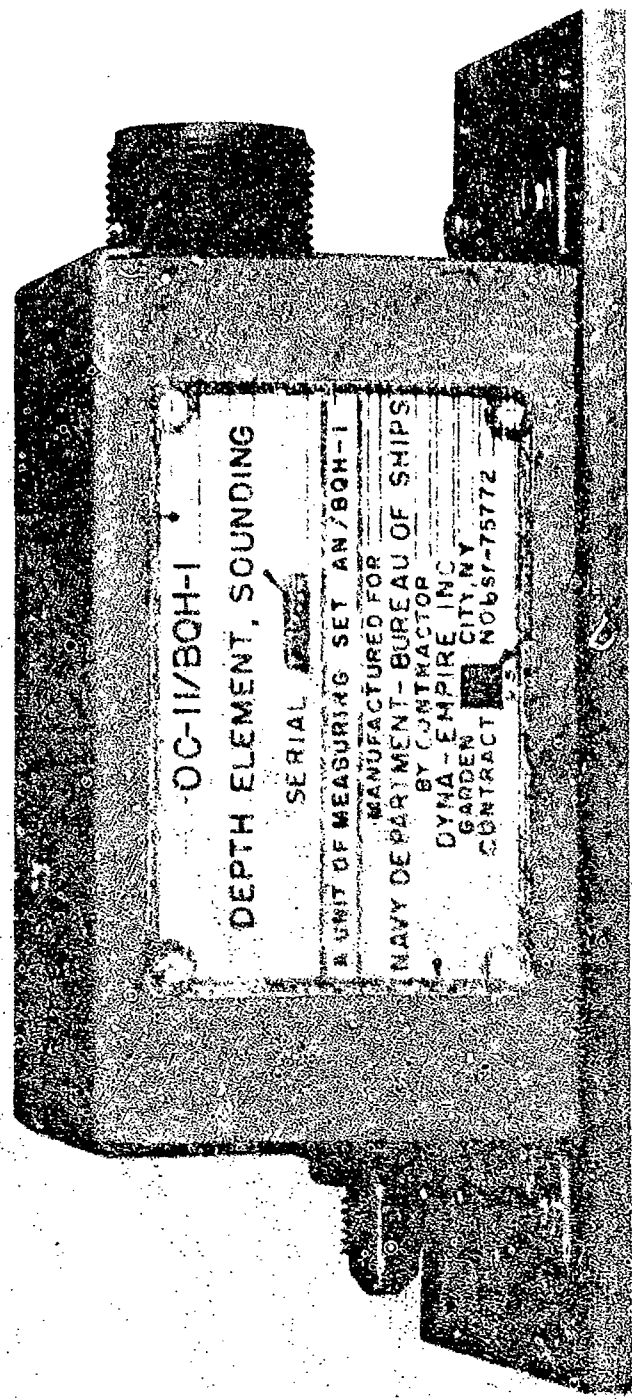 OC-11/BQH-1
DEPTH ELEMENT, SOUNDING
SERIAL
A UNIT OF MEASURING SET AN/BQH-1
MANUFACTURED FOR
NAVY DEPARTMENT-BUREAU OF SHIPS
BY CONTRACTOR
DYNA-EMPIRE INC
GARDEN CITY, NY
CONTRACT NObsr-75772